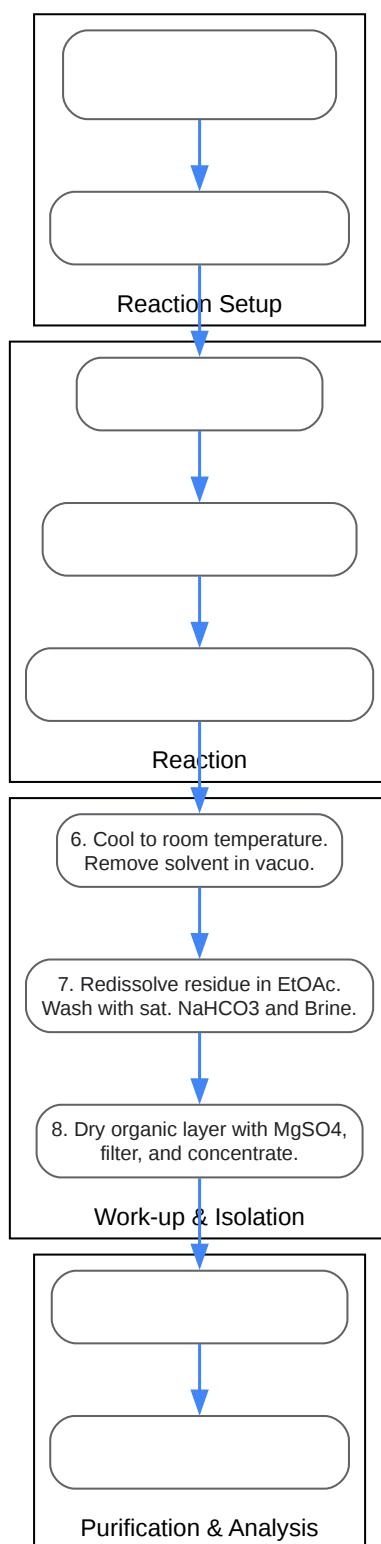 Reaction Setup
Reaction
6. Cool to room temperature.
Remove solvent in vacuo.
7. Redissolve residue in EtOAc.
Wash with sat. NaHCO3 and Brine.
8. Dry organic layer with MgSO4,
filter, and concentrate.
Work-up & Isolation
Purification & Analysis